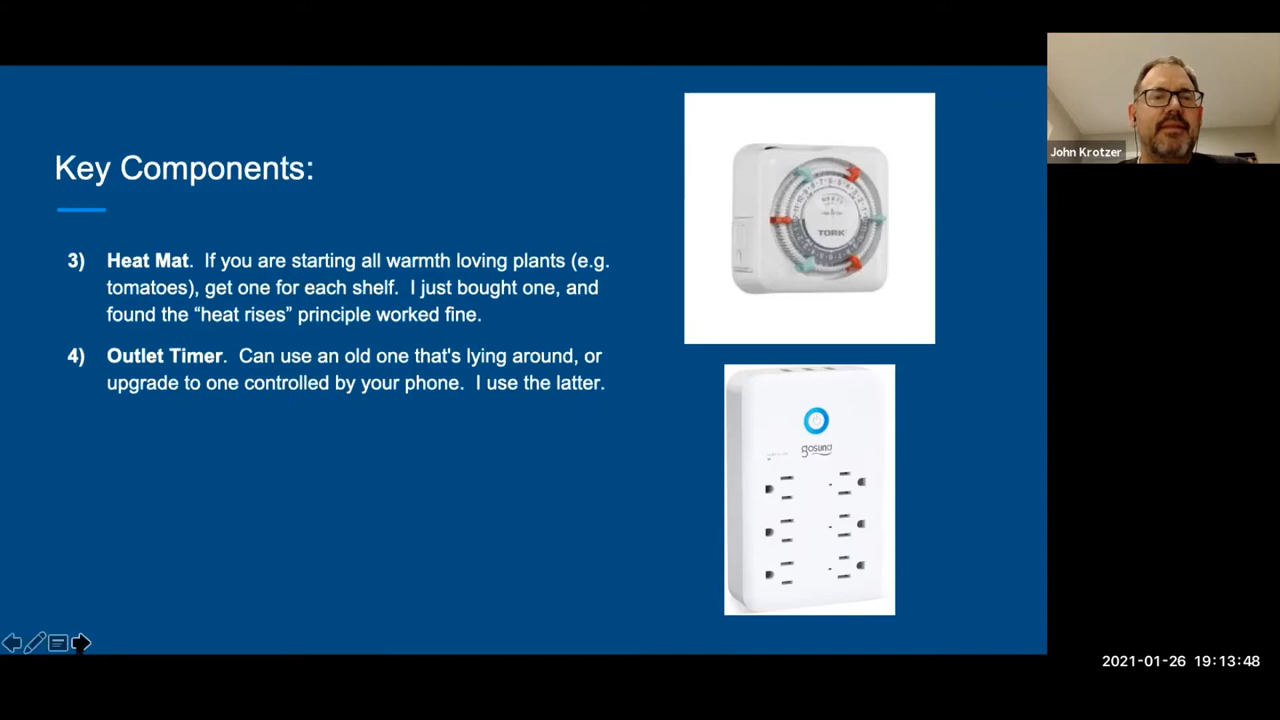 Key Components:
3) Heat Mat. If you are starting all warmth loving plants (e.g.
tomatoes), get one for each shelf. I just bought one, and
found the “heat rises” principle worked fine.
4) Outlet Timer. Can use an old one that's lying around, or
upgrade to one controlled by your phone. I use the latter.
TORK
gosund
John Krotzer
2021-01-26 19:13:48